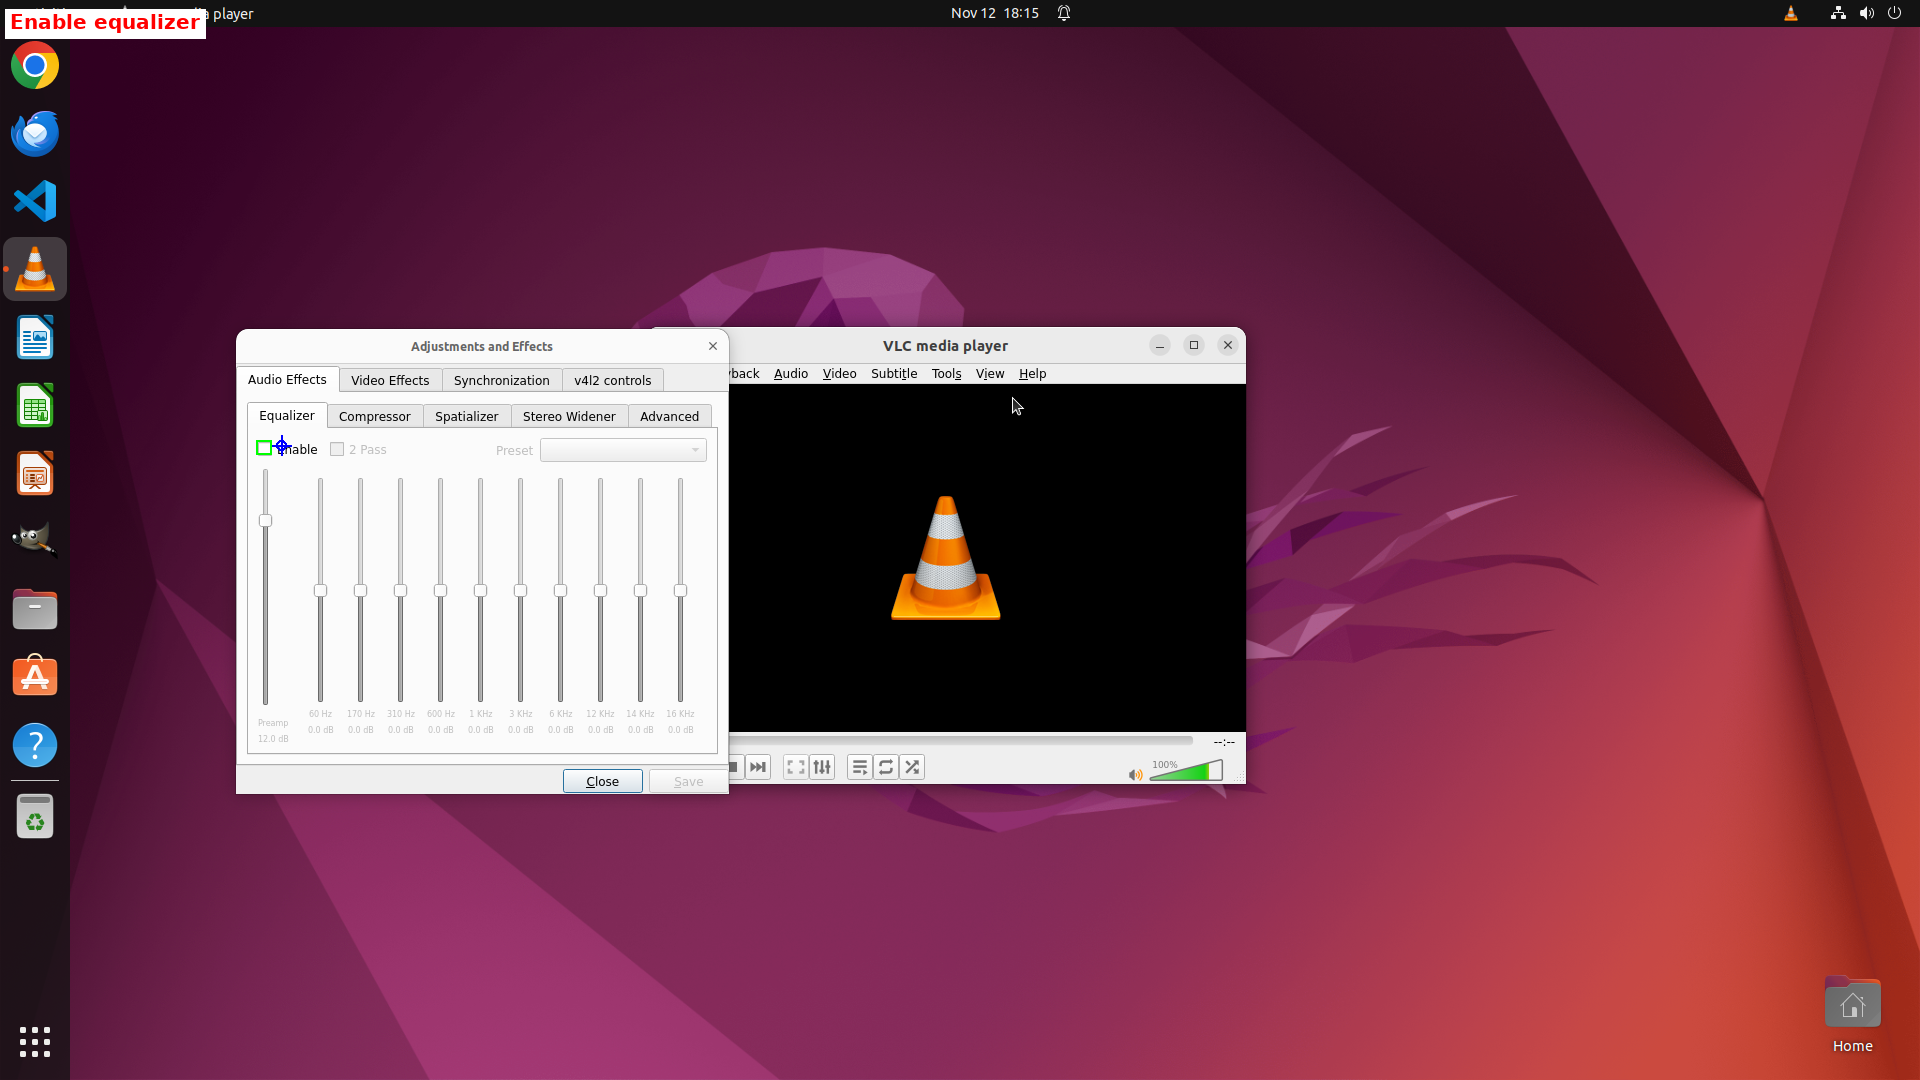 Enable equalizer
a player
Nov 12 18:15
Adjustments and Effects
Audio Effects
Video Effects
Synchronization
v4l2 controls
Equalizer
Compressor
Spatializer
Stereo Widener
Advanced
Enable
2 Pass
Preset
Preamp
12.0 dB
60 Hz
170 Hz
310 Hz
600 Hz
1 KHz
3 KHz
6 KHz
12 KHz
14 KHz
16 KHz
0.0 dB
0.0 dB
0.0 dB
0.0 dB
0.0 dB
0.0 dB
0.0 dB
0.0 dB
0.0 dB
0.0 dB
Close
Save
VLC media player
yback
Audio
Video
Subtitle
Tools
View
Help
--:--
100%
Home